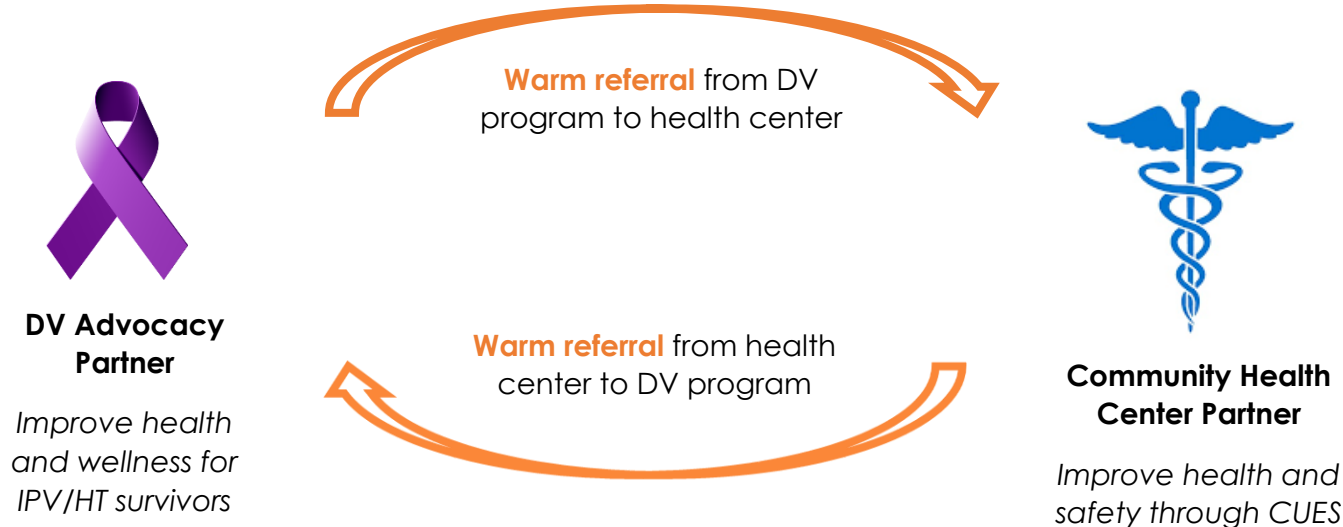 Warm referral from DV
program to health center
DV Advocacy
Partner
Improve health
and wellness for
IPV/HT survivors
Warm referral from health
center to DV program
Community Health
Center Partner
Improve health and
safety through CUES